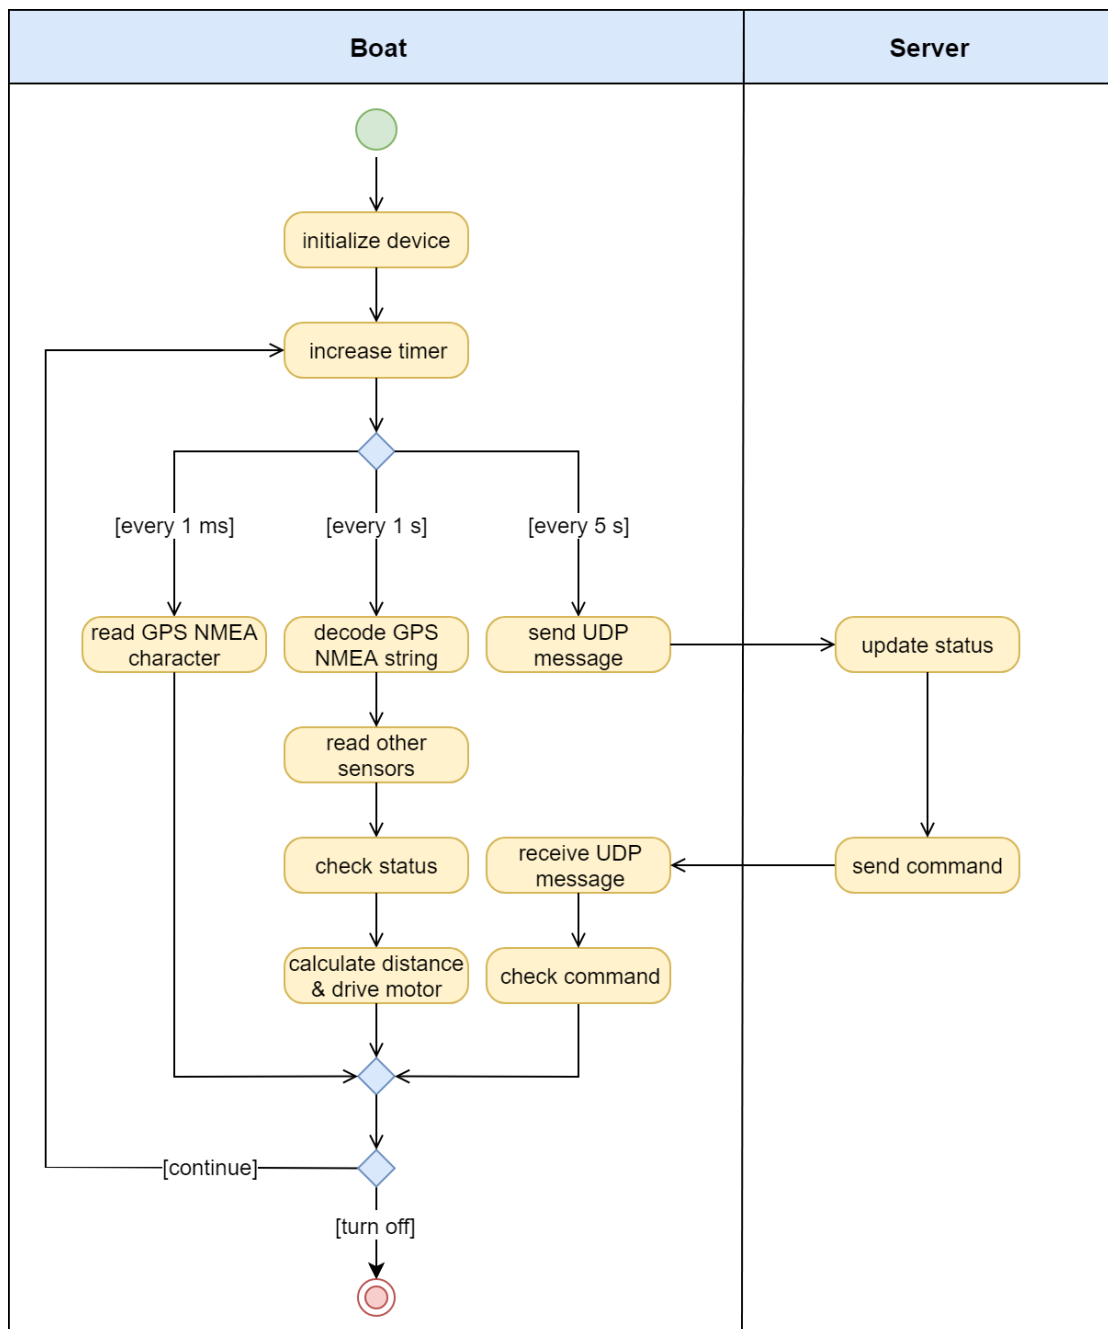 Boat
Server
initialize device
increase timer
[every 1 ms]
[every 1 s]
[every 5 s]
read GPS NMEA
character
decode GPS
NMEA string
send UDP
message
update status
read other
sensors
check status
receive UDP
message
send command
calculate distance
& drive motor
check command
[continue]
[turn off]